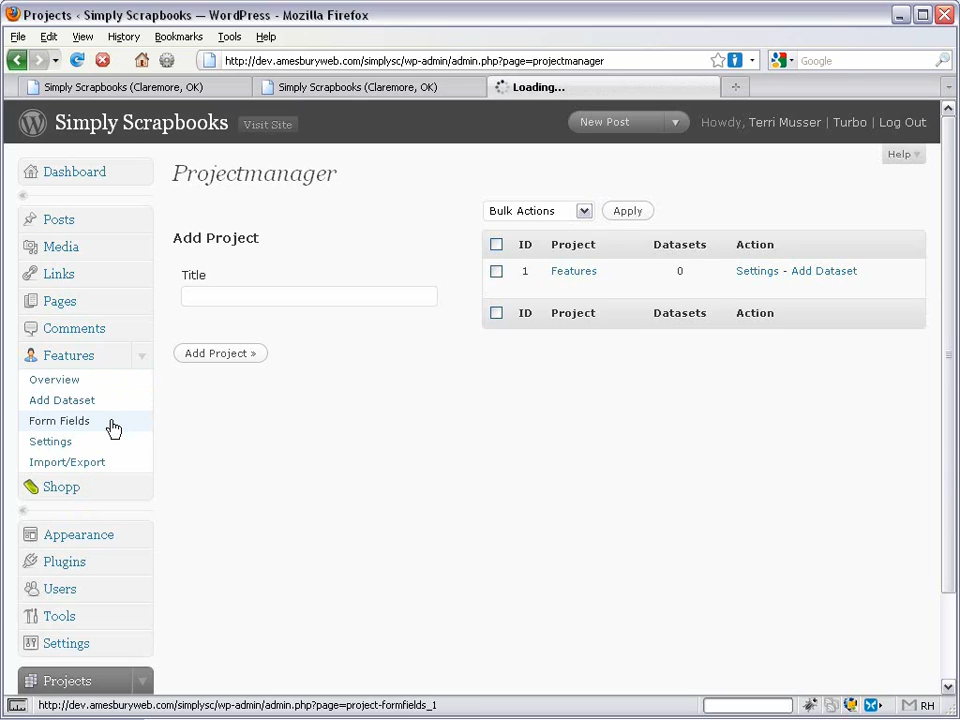 Projects ‹ Simply Scrapbooks — WordPress - Mozilla Firefox
File Edit View History Bookmarks Tools Help
http://dev.amesburyweb.com/simplysc/wp-admin/admin.php?page=projectmanager
Google
Simply Scrapbooks (Claremore, OK)
Simply Scrapbooks (Claremore, OK)
Loading...
Simply Scrapbooks
Visit Site
New Post
Howdy, Terri Musser | Turbo | Log Out
Help
Dashboard
Posts
Media
Links
Pages
Comments
Features
Overview
Add Dataset
Form Fields
Settings
Import/Export
Shopp
Appearance
Plugins
Users
Tools
Settings
Projects
Projectmanager
Add Project
Title
Add Project »
Bulk Actions
Apply
ID Project Datasets Action
1 Features 0 Settings - Add Dataset
ID Project Datasets Action
http://dev.amesburyweb.com/simplysc/wp-admin/admin.php?page=project-formfields_1
RH